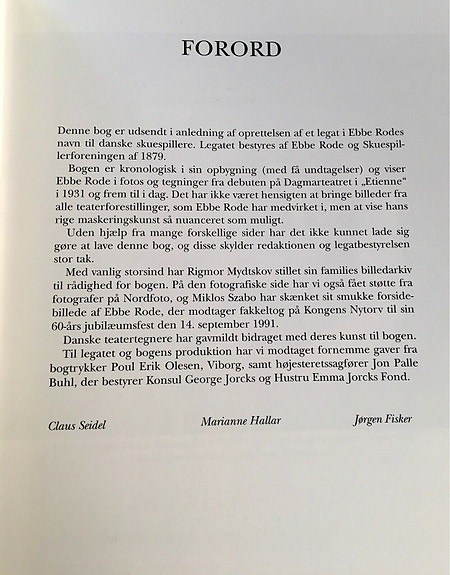 FORORD
Denne bog er udsendt i anledning af oprettelsen af et legat i Ebbe Rodes
navn til danske skuespillere. Legatet bestyres af Ebbe Rode og Skuespil-
lerforeningen af 1879.
Bogen er kronologisk i sin opbygning (med få undtagelser) og viser
Ebbe Rode i fotos og tegninger fra debuten på Dagmarteatret i „Etienne“
i 1931 og frem til i dag. Det har ikke været hensigten at bringe billeder fra
alle teaterforestillinger, som Ebbe Rode har medvirket i, men at vise hans
rige maskeringskunst så nuanceret som muligt.
Uden hjælp fra mange forskellige sider har det ikke kunnet lade sig
gøre at lave denne bog, og disse skylder redaktionen og legatbestyrelsen
stor tak.
Med vanlig storsind har Rigmor Mydtskov stillet sin families billedarkiv
til rådighed for bogen. På den fotografiske side har vi også fået støtte fra
fotografer på Nordfoto, og Miklos Szabo har skænket sit smukke forside-
billede af Ebbe Rode, der modtager fakkeltog på Kongens Nytorv til sin
60-års jubilæumsfest den 14. september 1991.
Danske teatertegnere har gavmildt bidraget med deres kunst til bogen.
Til legatet og bogens produktion har vi modtaget fornemme gaver fra
bogtrykker Poul Erik Olesen, Viborg, samt højesteretssagfører Jon Palle
Buhl, der bestyrer Konsul George Jorcks og Hustru Emma Jorcks Fond.
Claus Seidel Marianne Hallar Jørgen Fisker